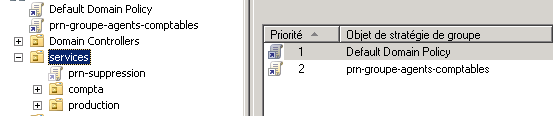 Default Domain Policy
prn-groupe-agents-comptables
Domain Controllers
services
prn-suppression
compta
production
Priorité Objet de stratégie de groupe
1 Default Domain Policy
2 prn-groupe-agents-comptables